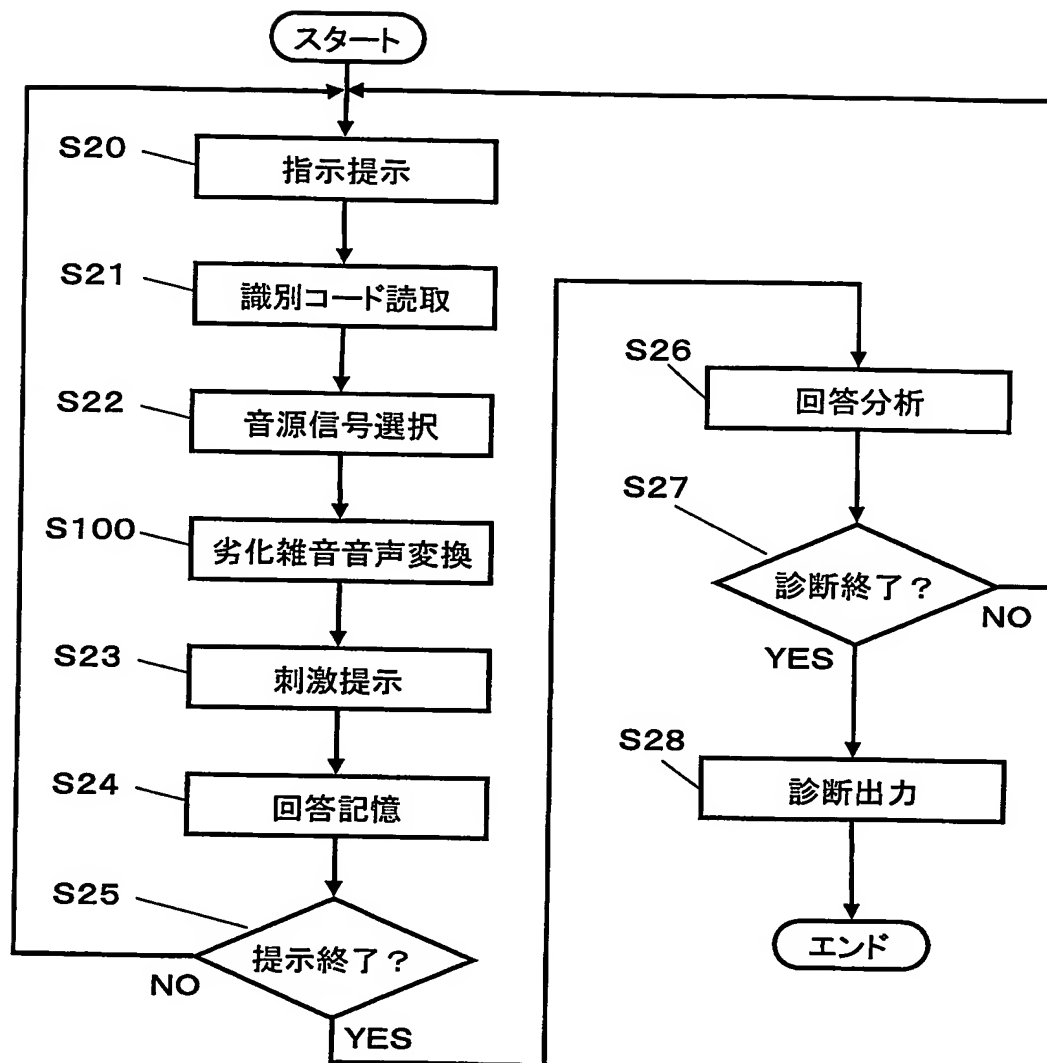 スタート
S20
指示提示
S21
識別コード読取
S22
音源信号選択
S100
劣化雑音音声変換
S23
刺激提示
S24
回答記憶
S25
提示終了?
NO
YES
S26
回答分析
S27
診断終了?
NO
YES
S28
診断出力
エンド